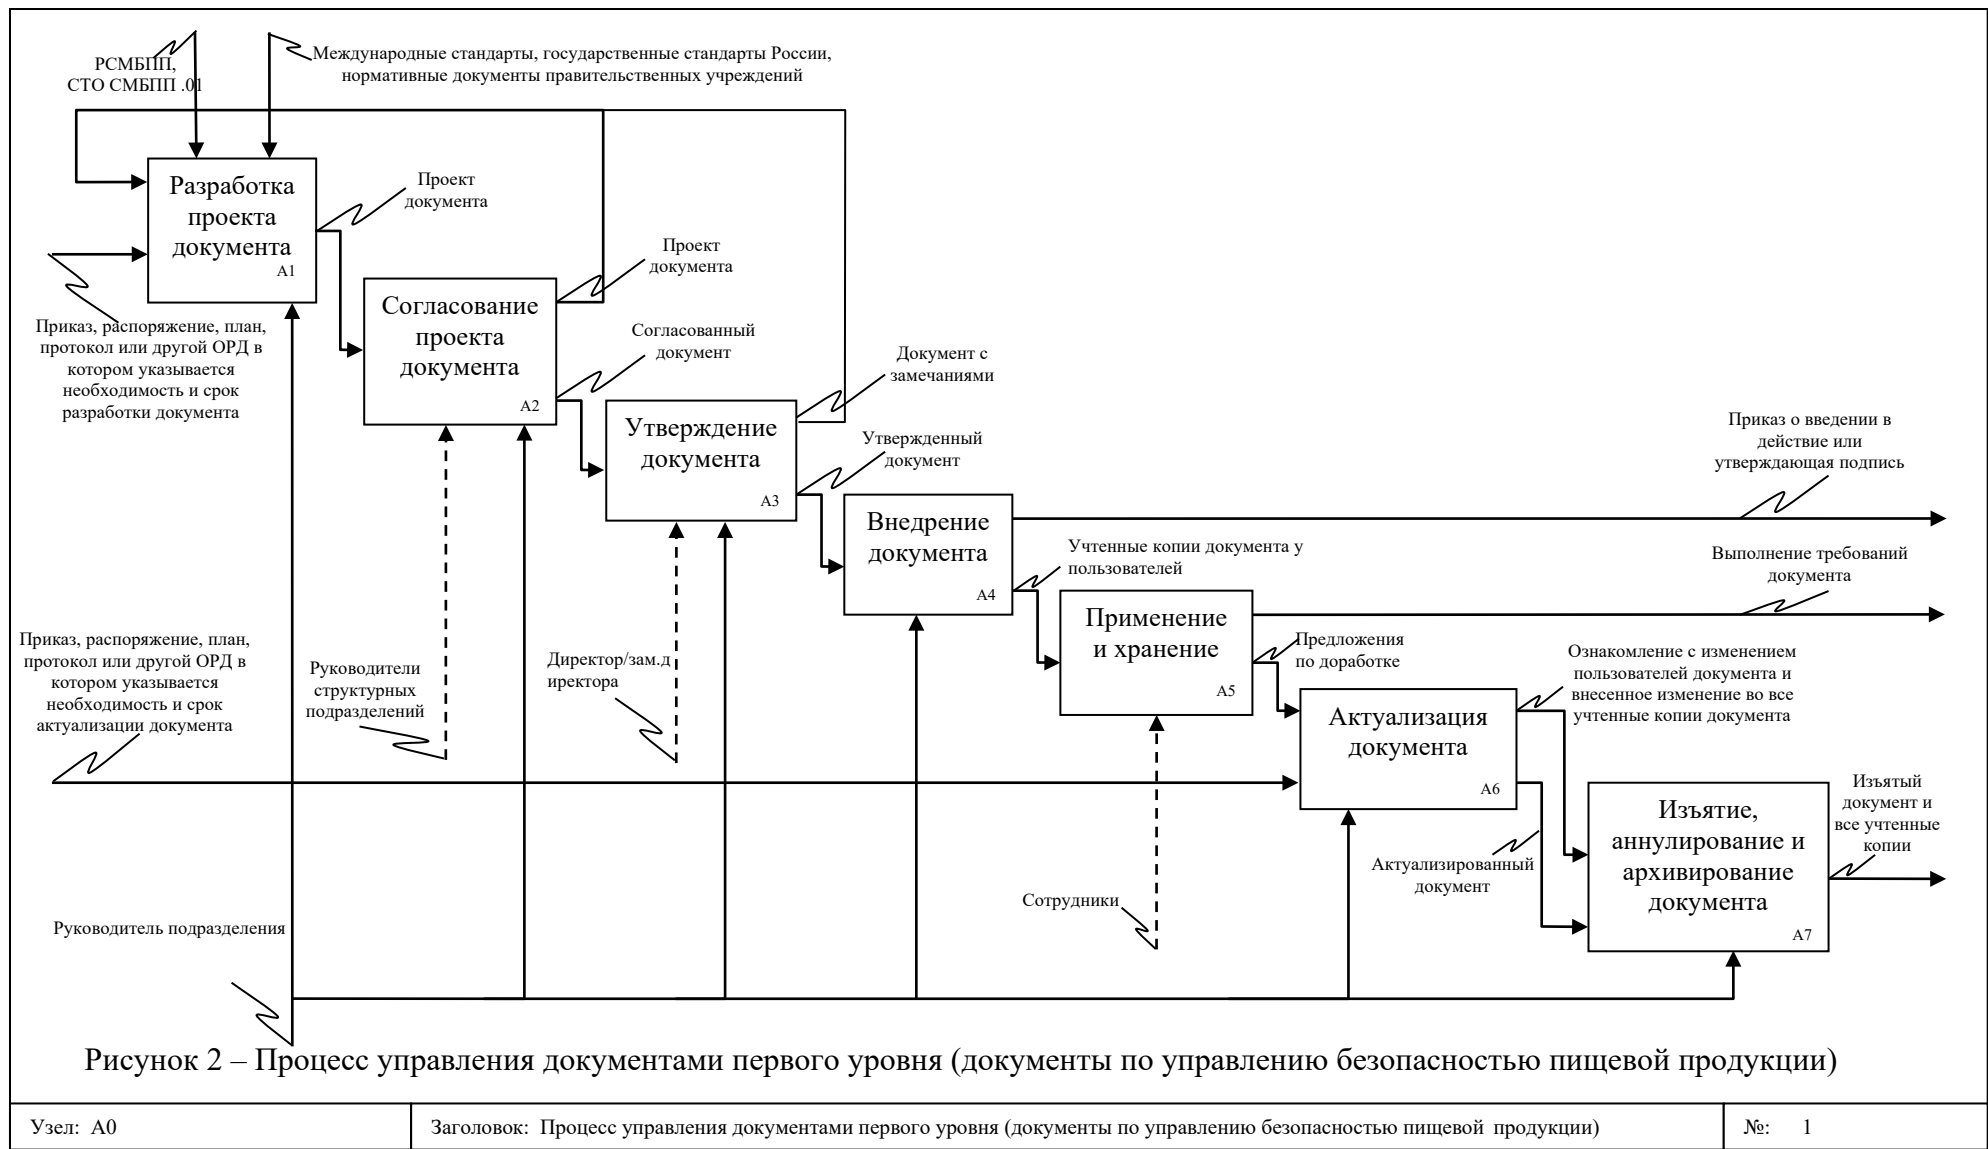 РСМБПП,
СТО СМБПП .01
Международные стандарты, государственные стандарты России,
нормативные документы правительственных учреждений
Разработка
проекта
документа
А1
Проект
документа
Проект
документа
Приказ, распоряжение, план,
протокол или другой ОРД в
котором указывается
необходимость и срок
разработки документа
Согласование
проекта
документа
А2
Согласованный
документ
Документ с
замечаниями
Утверждение
документа
А3
Утвержденный
документ
Приказ о введении в
действие или
утверждающая подпись
Внедрение
документа
А4
Учтенные копии документа у
пользователей
Выполнение требований
документа
Применение
и хранение
А5
Предложения
по доработке
Ознакомление с изменением
пользователей документа и
внесенное изменение во все
учтенные копии документа
Приказ, распоряжение, план,
протокол или другой ОРД в
котором указывается
необходимость и срок
актуализации документа
Руководители
структурных
подразделений
Директор/зам.д
иректора
Актуализация
документа
А6
Изъятый
документ и
все учтенные
копии
Изъятие,
аннулирование и
архивирование
документа
А7
Актуализированный
документ
Сотрудники
Руководитель подразделения
Рисунок 2 – Процесс управления документами первого уровня (документы по управлению безопасностью пищевой продукции)
Узел: А0
Заголовок: Процесс управления документами первого уровня (документы по управлению безопасностью пищевой продукции)
№: 1